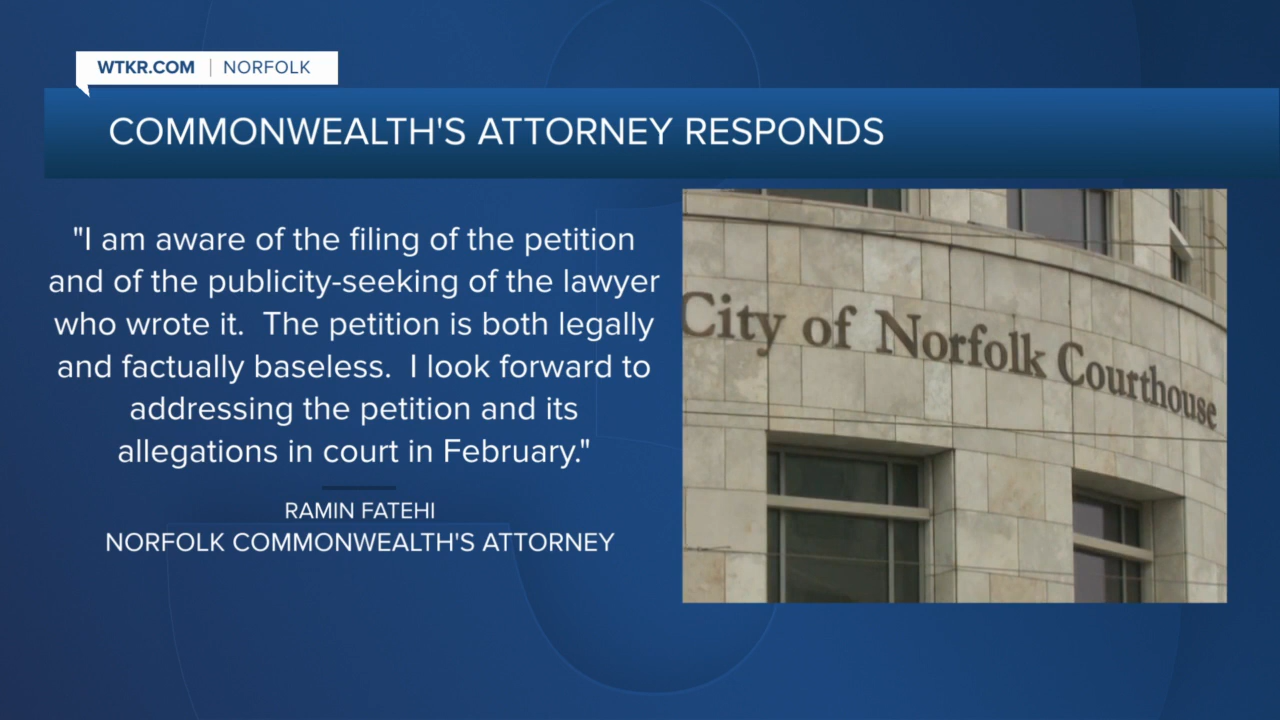 WTKR.COM | NORFOLK
COMMONWEALTH'S ATTORNEY RESPONDS
"I am aware of the filing of the petition
and of the publicity-seeking of the lawyer
who wrote it.  The petition is both legally
and factually baseless.  I look forward to
addressing the petition and its
allegations in court in February."
RAMIN FATEHI
NORFOLK COMMONWEALTH'S ATTORNEY
City of Norfolk Courthouse